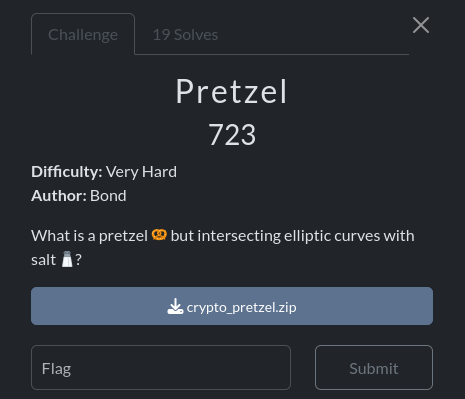 Challenge
19 Solves
Pretzel
723
Difficulty: Very Hard
Author: Bond
What is a pretzel 🥨 but intersecting elliptic curves with
salt 🧂?
crypto_pretzel.zip
Flag
Submit